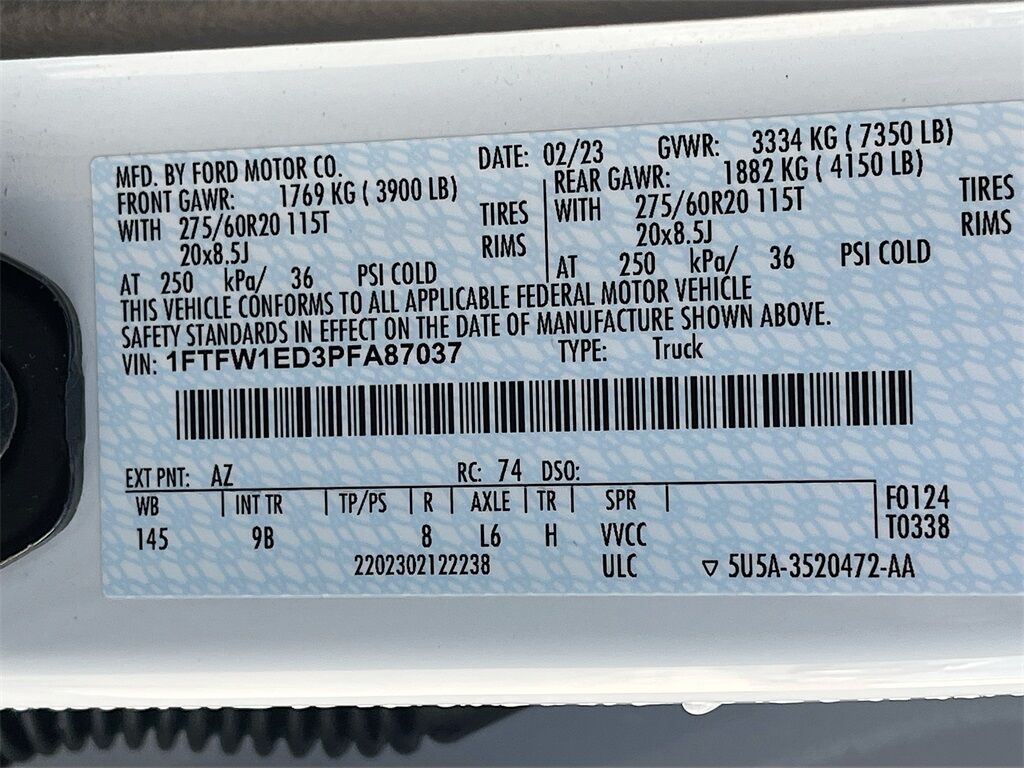 MFD. BY FORD MOTOR CO. DATE: 02/23 GVWR: 3334 KG ( 7350 LB)
FRONT GAWR: 1769 KG ( 3900 LB) REAR GAWR: 1882 KG ( 4150 LB)
WITH 275/60R20 115T TIRES WITH 275/60R20 115T TIRES
20x8.5J RIMS 20x8.5J RIMS
AT 250 kPa/ 36 PSI COLD AT 250 kPa/ 36 PSI COLD
THIS VEHICLE CONFORMS TO ALL APPLICABLE FEDERAL MOTOR VEHICLE
SAFETY STANDARDS IN EFFECT ON THE DATE OF MANUFACTURE SHOWN ABOVE.
VIN: 1FTFW1ED3PFA87037 TYPE: Truck
EXT PNT: AZ RC: 74 DSO:
WB INT TR TP/PS R AXLE TR SPR F0124
145 9B 8 L6 H VVCC T0338
2202302122238 ULC ▽ 5U5A-3520472-AA